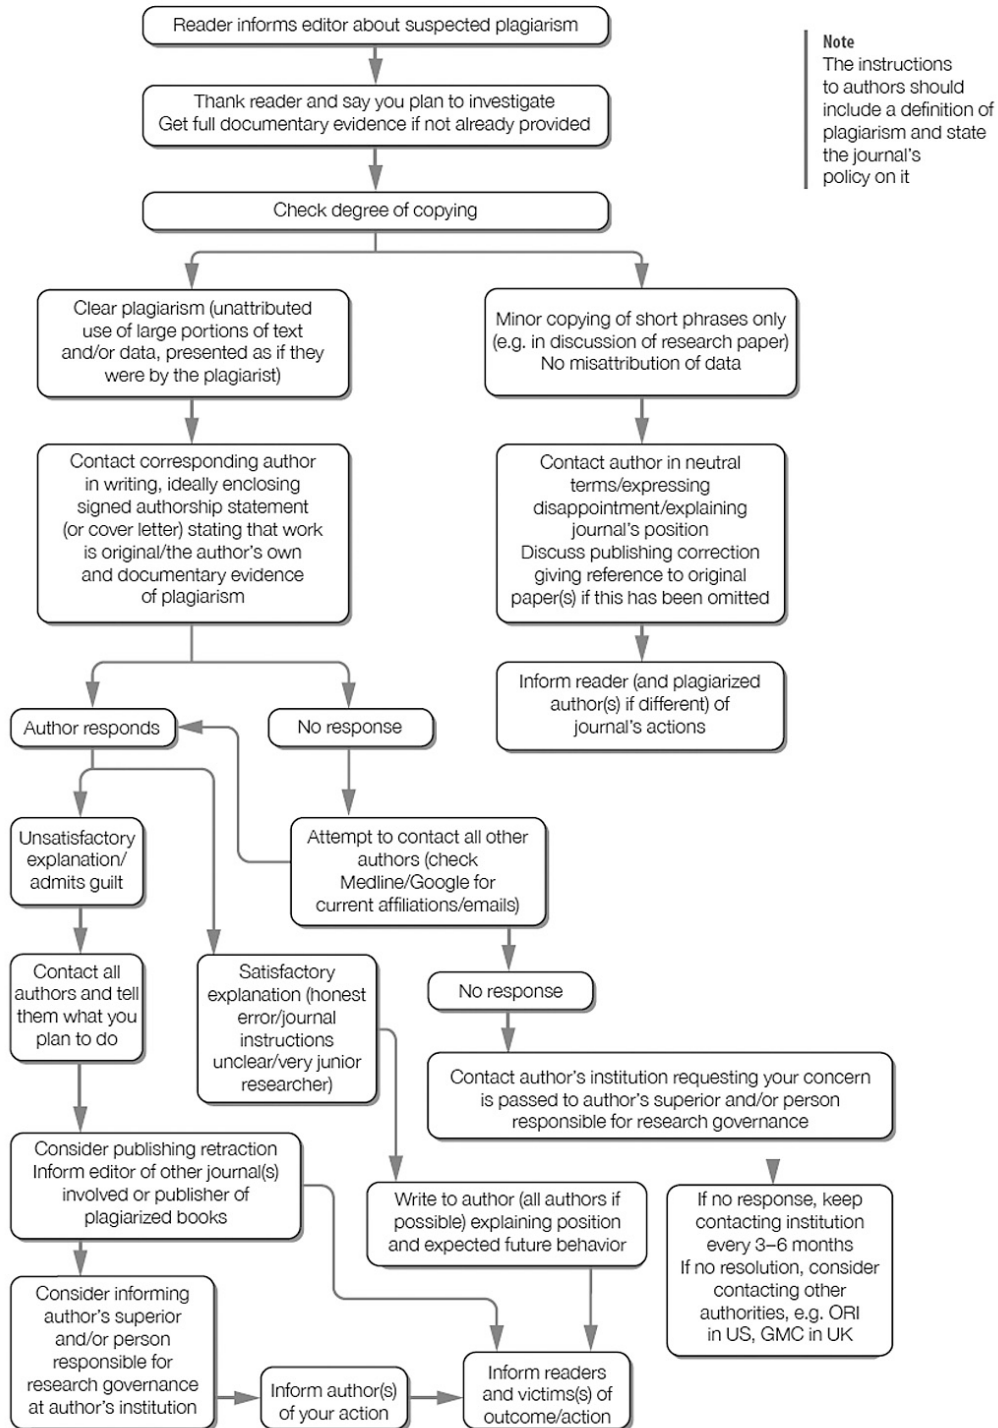 Reader informs editor about suspected plagiarism
Note
The instructions
to authors should
include a definition of
plagiarism and state
the journal's
policy on it
Thank reader and say you plan to investigate
Get full documentary evidence if not already provided
Check degree of copying
Clear plagiarism (unattributed
use of large portions of text
and/or data, presented as if they
were by the plagiarist)
Minor copying of short phrases only
(e.g. in discussion of research paper)
No misattribution of data
Contact corresponding author
in writing, ideally enclosing
signed authorship statement
(or cover letter) stating that work
is original/the author's own
and documentary evidence
of plagiarism
Contact author in neutral
terms/expressing
disappointment/explaining
journal's position
Discuss publishing correction
giving reference to original
paper(s) if this has been omitted
Inform reader (and plagiarized
author(s) if different) of
journal's actions
Author responds
No response
Unsatisfactory
explanation/
admits guilt
Attempt to contact all other
authors (check
Medline/Google for
current affiliations/emails)
Contact all
authors and tell
them what you
plan to do
Satisfactory
explanation (honest
error/journal
instructions
unclear/very junior
researcher)
No response
Contact author's institution requesting your concern
is passed to author's superior and/or person
responsible for research governance
Consider publishing retraction
Inform editor of other journal(s)
involved or publisher of
plagiarized books
Write to author (all authors if
possible) explaining position
and expected future behavior
If no response, keep
contacting institution
every 3–6 months
If no resolution, consider
contacting other
authorities, e.g. ORI
in US, GMC in UK
Consider informing
author's superior
and/or person
responsible for
research governance
at author's institution
Inform author(s)
of your action
Inform readers
and victims(s) of
outcome/action